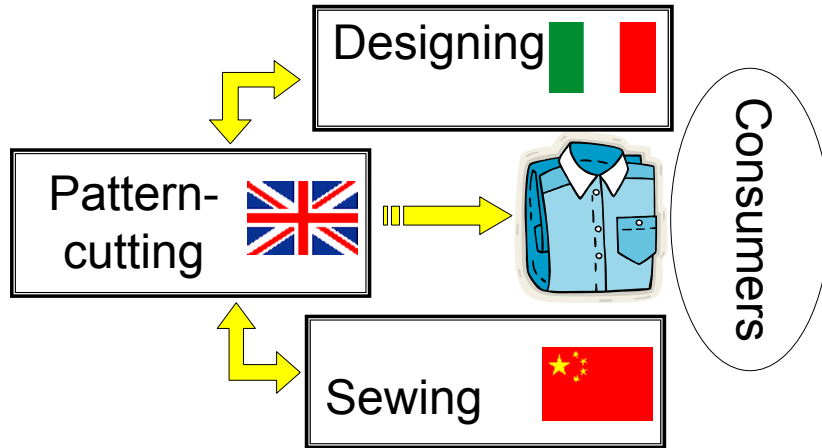 Designing
Pattern-
cutting
Sewing
Consumers